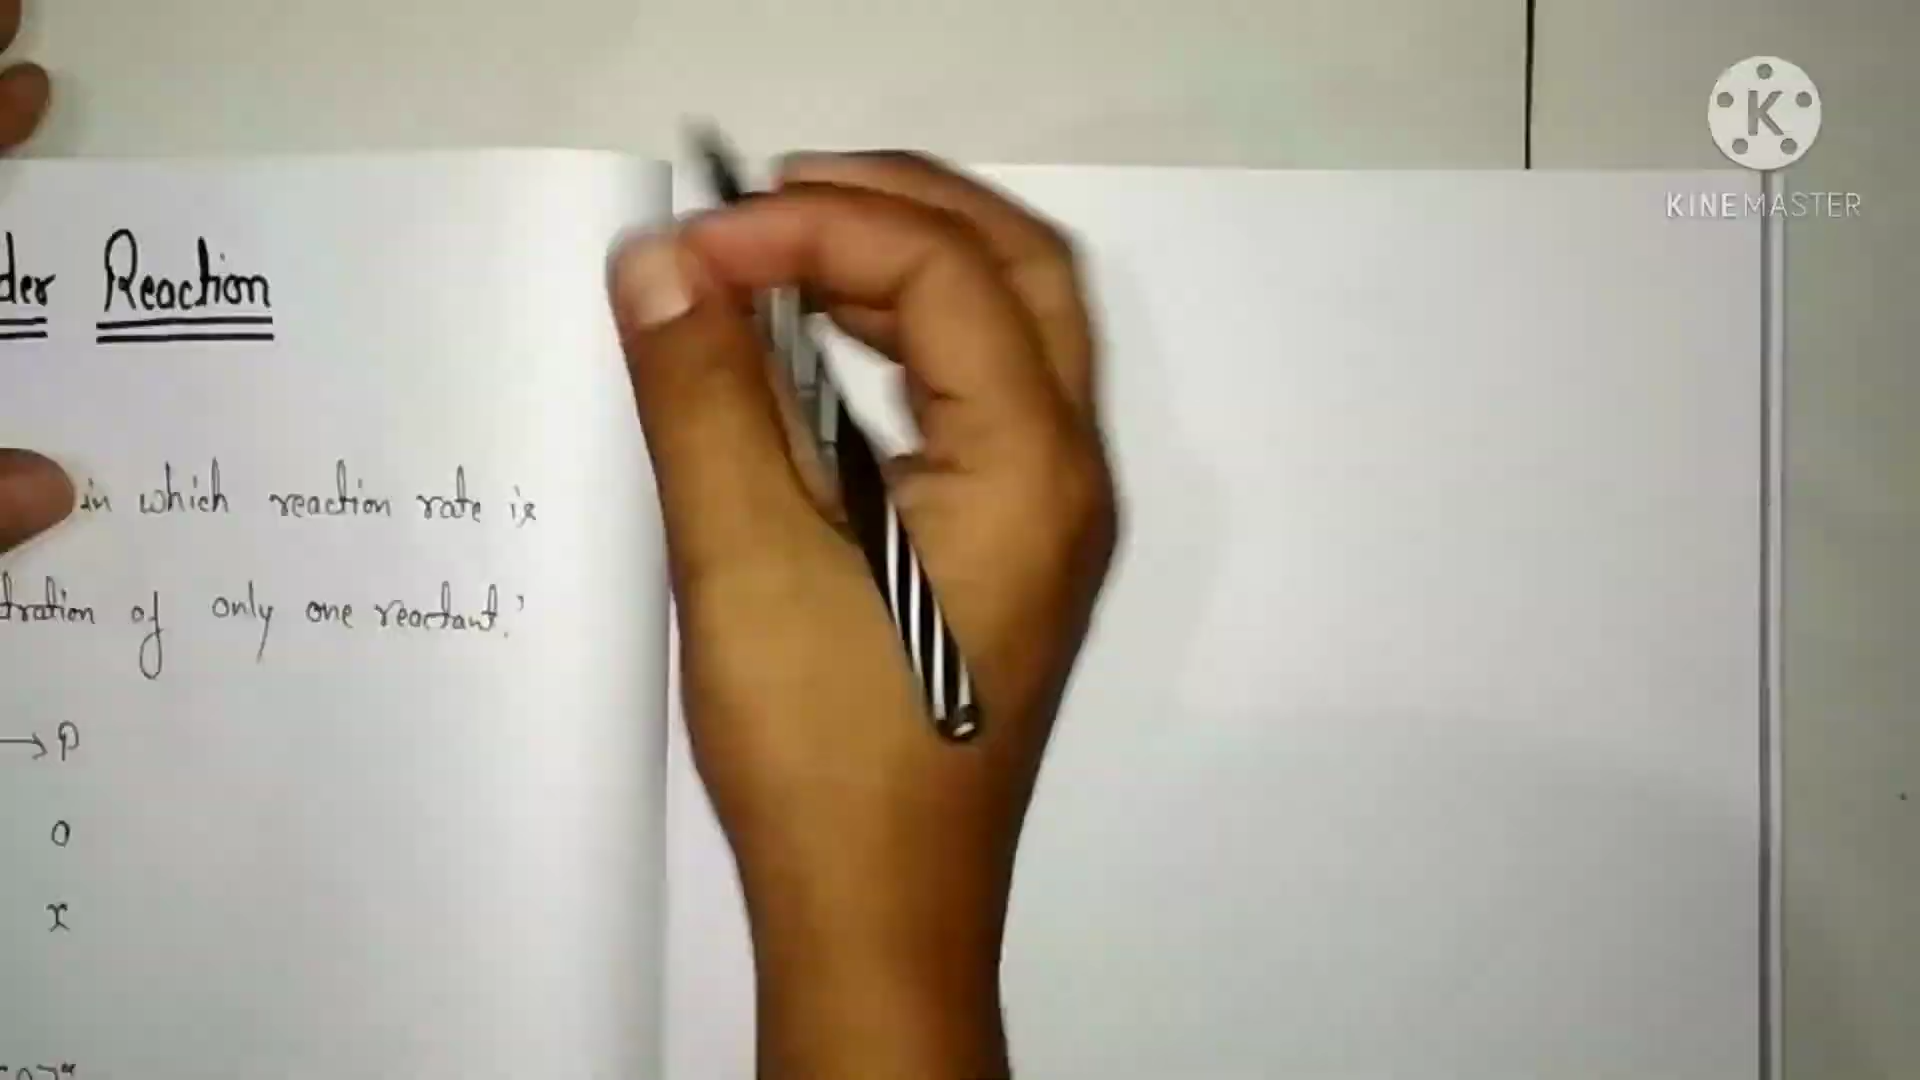 der Reaction
in which reaction rate is
tration of only one reactant.'
→ P
0
x
K
KINEMASTER